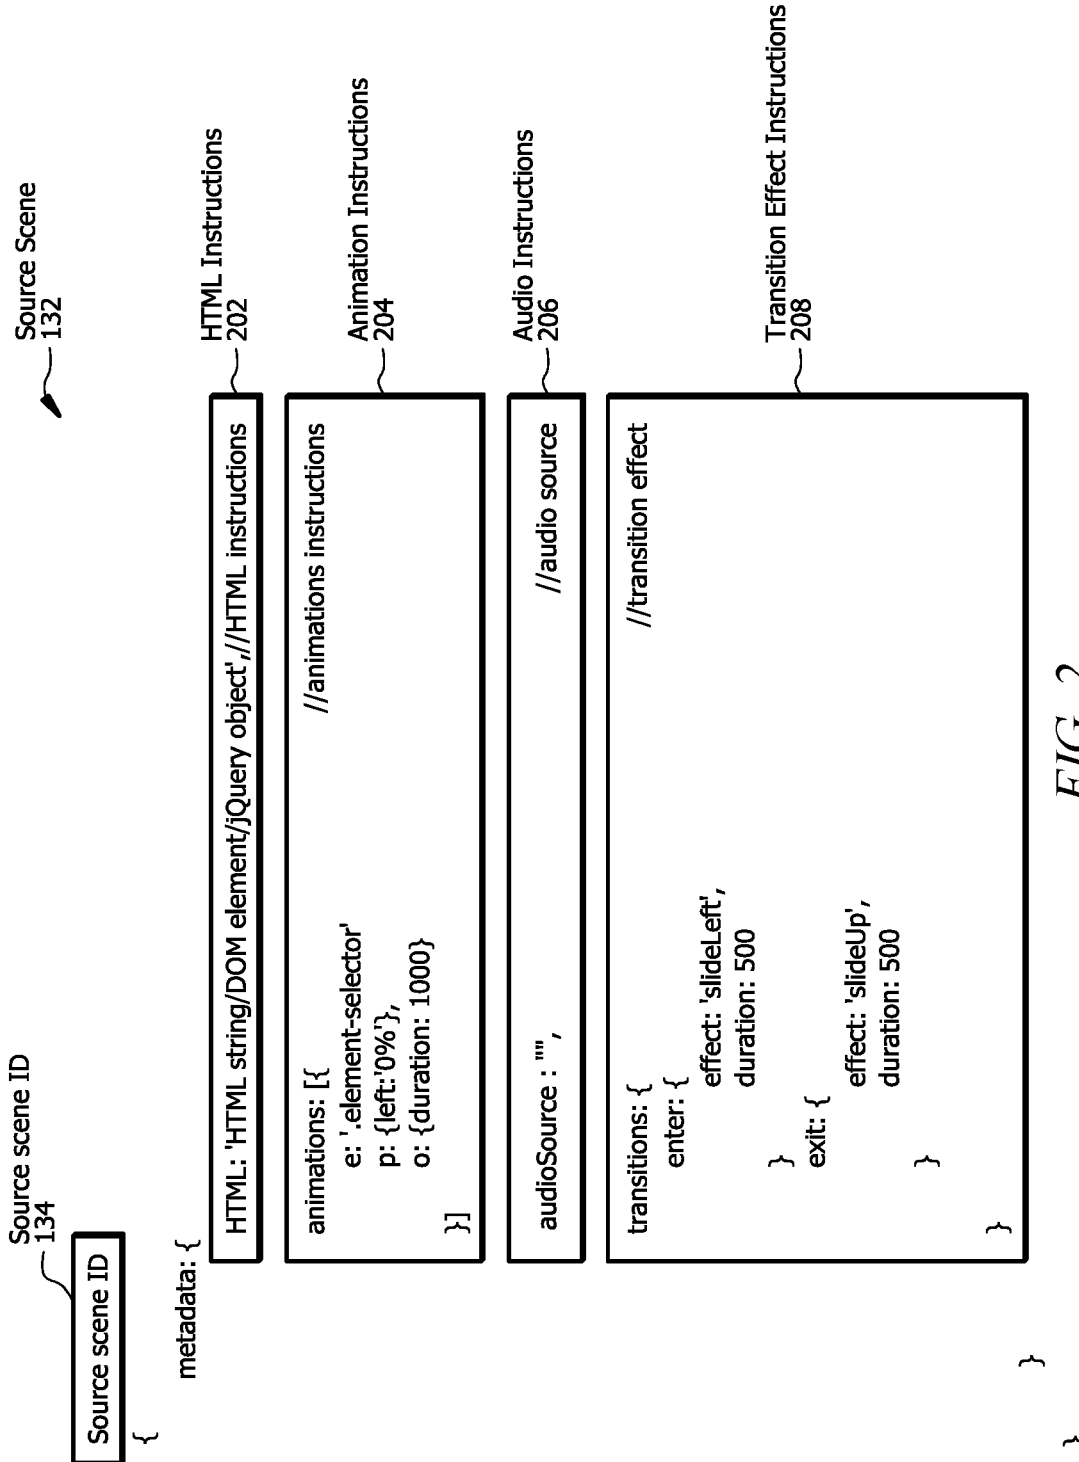 Source Scene
132
Source scene ID
134
Source scene ID
{
metadata: {
HTML Instructions
202
HTML: 'HTML string/DOM element/jQuery object',//HTML instructions
Animation Instructions
204
animations: [{ //animations instructions
e: '.element-selector'
p: {left:'0%'},
o: {duration: 1000}
}]
Audio Instructions
206
audioSource : "", //audio source
Transition Effect Instructions
208
transitions: { //transition effect
enter: {
effect: 'slideLeft',
duration: 500
}
exit: {
effect: 'slideUp',
duration: 500
}
}
}
}
FIG. 2